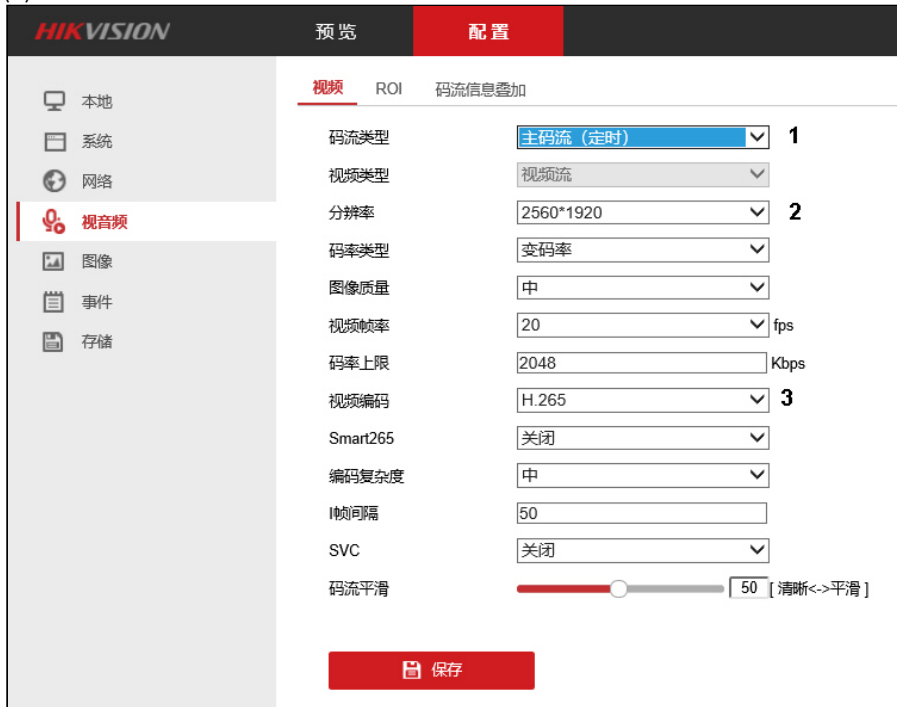 HIKVISION 预览 配置
本地
系统
网络
视音频
图像
事件
存储
视频 ROI 码流信息叠加
码流类型 主码流（定时） 1
视频类型 视频流
分辨率 2560*1920 2
码率类型 变码率
图像质量 中
视频帧率 20 fps
码率上限 2048 Kbps
视频编码 H.265 3
Smart265 关闭
编码复杂度 中
I帧间隔 50
SVC 关闭
码流平滑 50 [ 清晰<->平滑 ]
保存